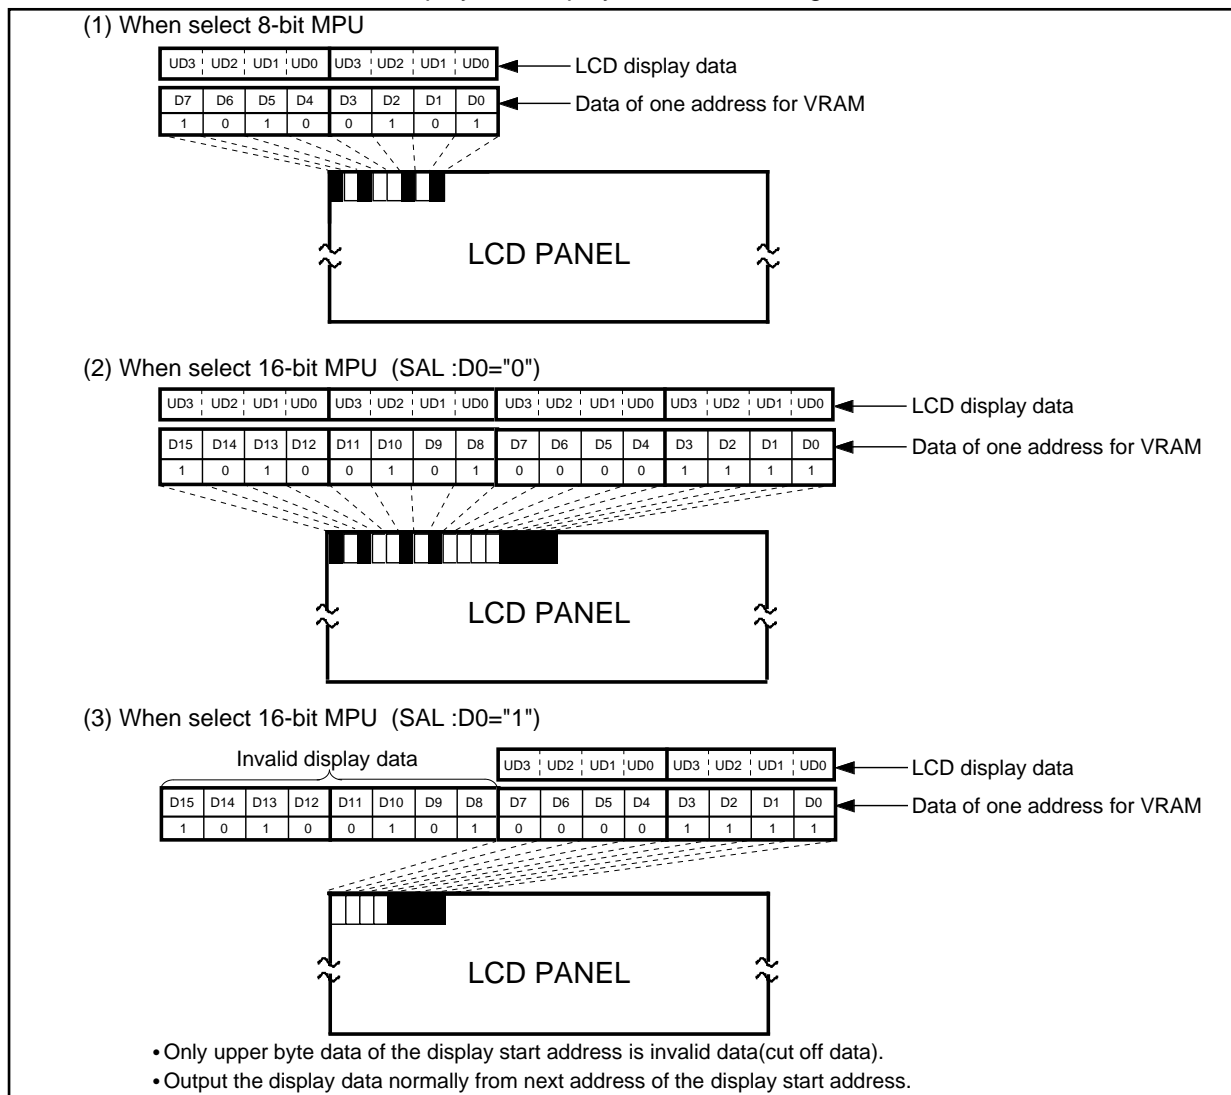 (1) When select 8-bit MPU
UD3 UD2 UD1 UD0 UD3 UD2 UD1 UD0 LCD display data
D7 D6 D5 D4 D3 D2 D1 D0 Data of one address for VRAM
1 0 1 0 0 1 0 1
LCD PANEL
(2) When select 16-bit MPU (SAL :D0="0")
UD3 UD2 UD1 UD0 UD3 UD2 UD1 UD0 UD3 UD2 UD1 UD0 UD3 UD2 UD1 UD0 LCD display data
D15 D14 D13 D12 D11 D10 D9 D8 D7 D6 D5 D4 D3 D2 D1 D0 Data of one address for VRAM
1 0 1 0 0 1 0 1 0 0 0 0 1 1 1 1
LCD PANEL
(3) When select 16-bit MPU (SAL :D0="1")
Invalid display data
UD3 UD2 UD1 UD0 UD3 UD2 UD1 UD0 LCD display data
D15 D14 D13 D12 D11 D10 D9 D8 D7 D6 D5 D4 D3 D2 D1 D0 Data of one address for VRAM
1 0 1 0 0 1 0 1 0 0 0 0 1 1 1 1
LCD PANEL
• Only upper byte data of the display start address is invalid data(cut off data).
• Output the display data normally from next address of the display start address.